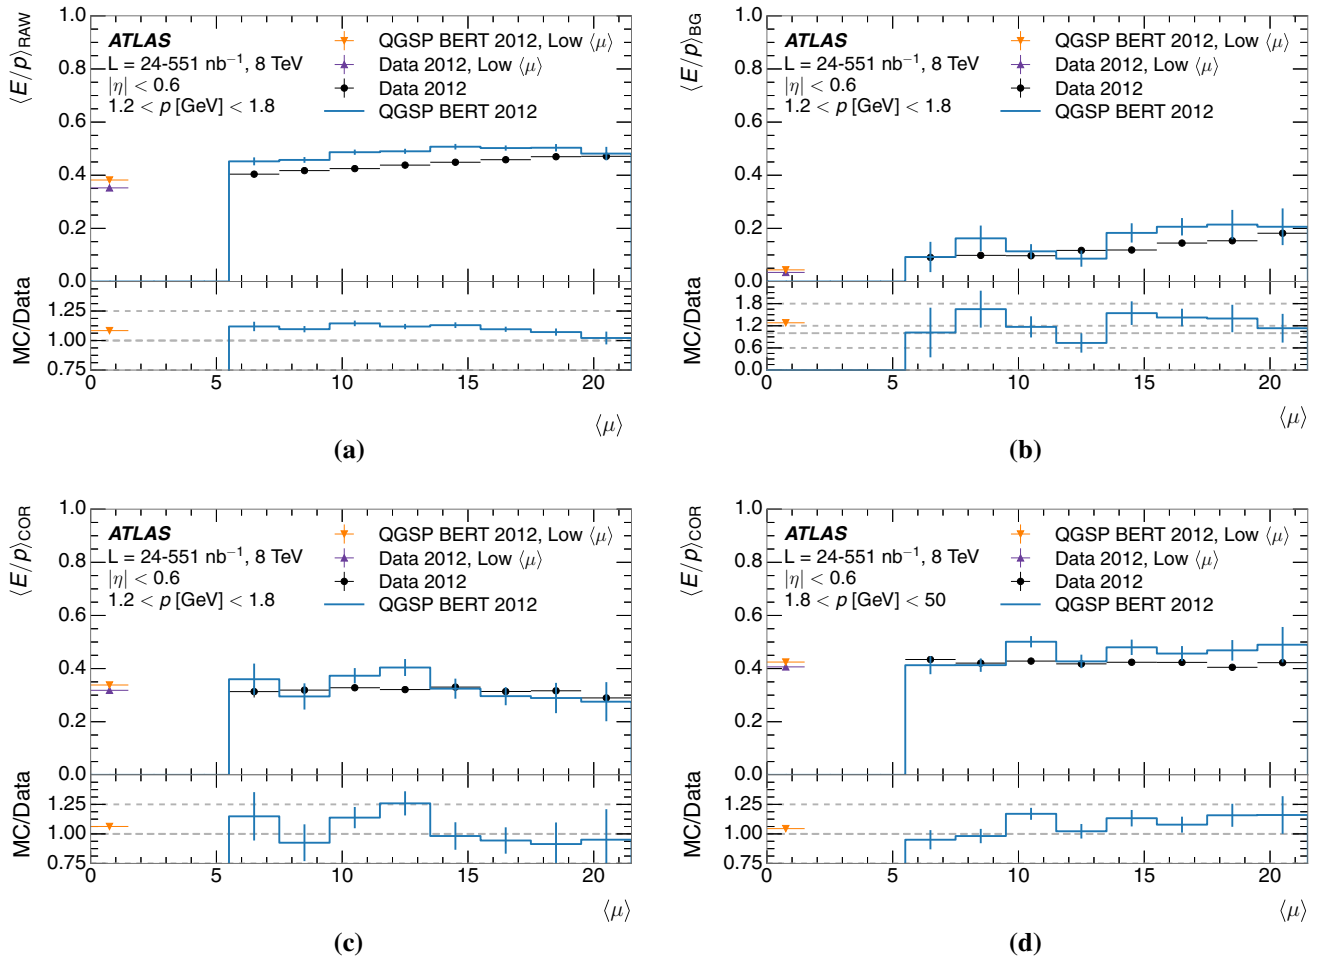 ⟨E/p⟩RAW
1.0
0.8
0.6
0.4
0.2
0.0
ATLAS
L = 24-551 nb⁻¹, 8 TeV
|η| < 0.6
1.2 < p [GeV] < 1.8
QGSP BERT 2012, Low ⟨μ⟩
Data 2012, Low ⟨μ⟩
Data 2012
QGSP BERT 2012
MC/Data
1.25
1.00
0.75
0 5 10 15 20
⟨μ⟩
(a)
⟨E/p⟩BG
1.0
0.8
0.6
0.4
0.2
0.0
ATLAS
L = 24-551 nb⁻¹, 8 TeV
|η| < 0.6
1.2 < p [GeV] < 1.8
QGSP BERT 2012, Low ⟨μ⟩
Data 2012, Low ⟨μ⟩
Data 2012
QGSP BERT 2012
MC/Data
1.8
1.2
0.6
0.0
0 5 10 15 20
⟨μ⟩
(b)
⟨E/p⟩COR
1.0
0.8
0.6
0.4
0.2
0.0
ATLAS
L = 24-551 nb⁻¹, 8 TeV
|η| < 0.6
1.2 < p [GeV] < 1.8
QGSP BERT 2012, Low ⟨μ⟩
Data 2012, Low ⟨μ⟩
Data 2012
QGSP BERT 2012
MC/Data
1.25
1.00
0.75
0 5 10 15 20
⟨μ⟩
(c)
⟨E/p⟩COR
1.0
0.8
0.6
0.4
0.2
0.0
ATLAS
L = 24-551 nb⁻¹, 8 TeV
|η| < 0.6
1.8 < p [GeV] < 50
QGSP BERT 2012, Low ⟨μ⟩
Data 2012, Low ⟨μ⟩
Data 2012
QGSP BERT 2012
MC/Data
1.25
1.00
0.75
0 5 10 15 20
⟨μ⟩
(d)